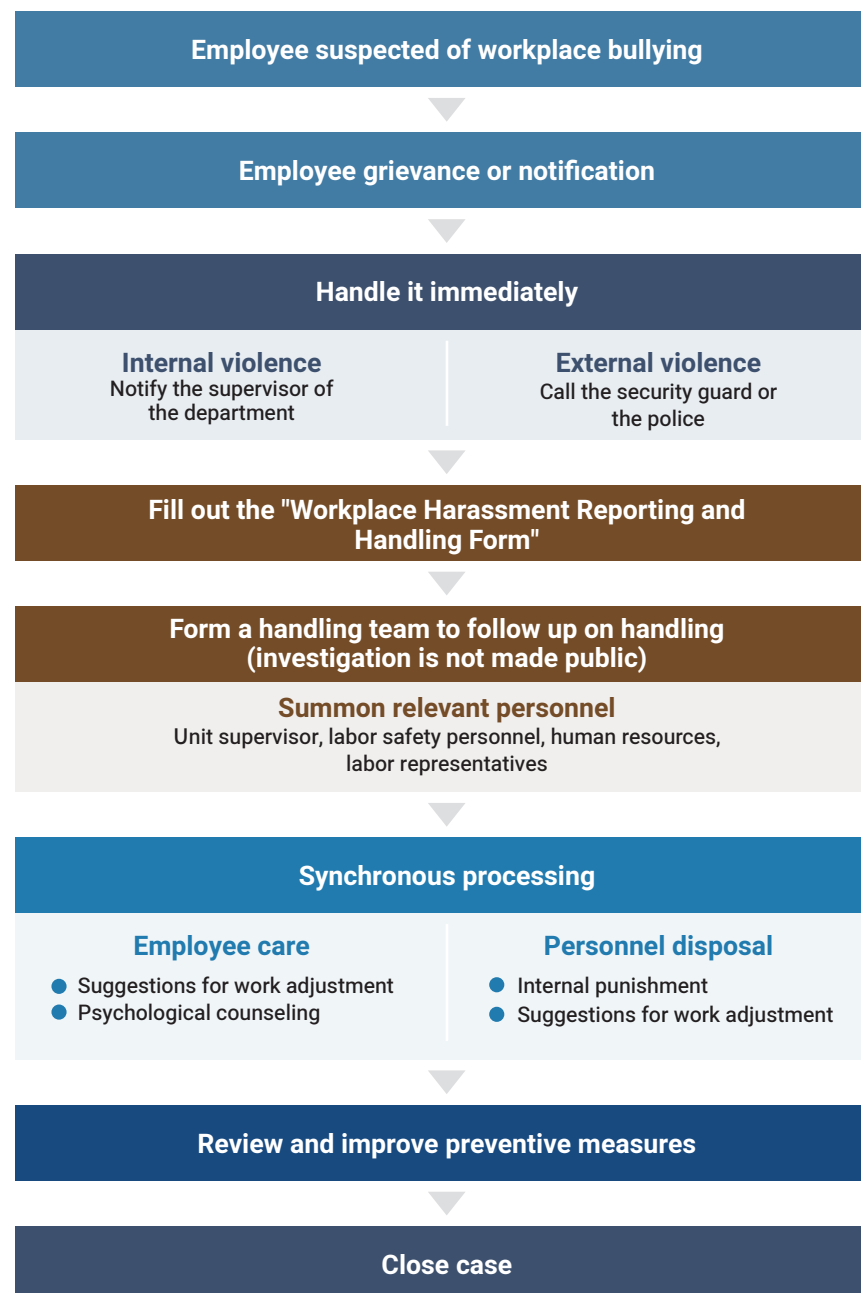 Employee suspected of workplace bullying
Employee grievance or notification
Handle it immediately
Internal violence
Notify the supervisor of
the department
External violence
Call the security guard or
the police
Fill out the "Workplace Harassment Reporting and
Handling Form"
Form a handling team to follow up on handling
(investigation is not made public)
Summon relevant personnel
Unit supervisor, labor safety personnel, human resources,
labor representatives
Synchronous processing
Employee care
● Suggestions for work adjustment
● Psychological counseling
Personnel disposal
● Internal punishment
● Suggestions for work adjustment
Review and improve preventive measures
Close case